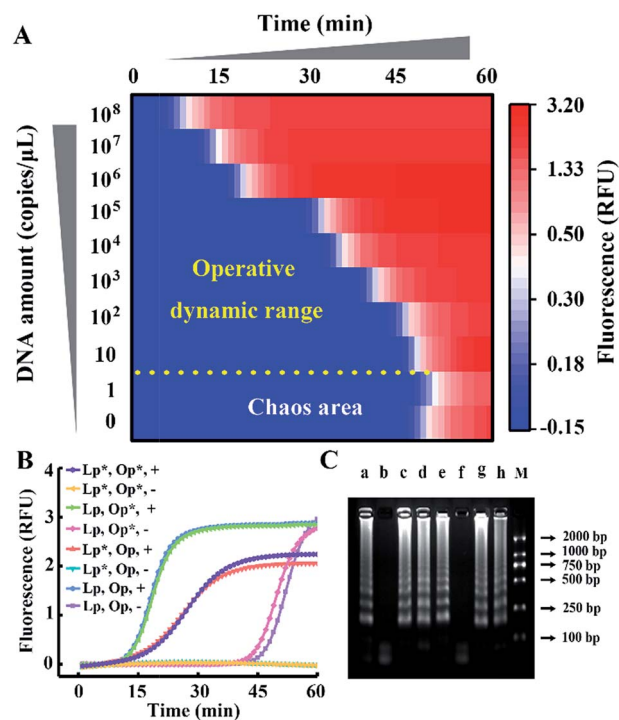 A
Time (min)
0 15 30 45 60
DNA amount (copies/μL)
10⁸
10⁷
10⁶
10⁵
10⁴
10³
10²
10
1
0
Operative
dynamic range
Chaos area
3.20
1.33
0.50
0.30
0.18
-0.15
Fluorescence (RFU)
B
Lp*, Op*, +
Lp*, Op*, -
Lp, Op*, +
Lp, Op*, -
Lp*, Op, +
Lp*, Op, -
Lp, Op, +
Lp, Op, -
Fluorescence (RFU)
4
3
2
1
0
0 15 30 45 60
Time (min)
C
a b c d e f g h M
2000 bp
1000 bp
750 bp
500 bp
250 bp
100 bp